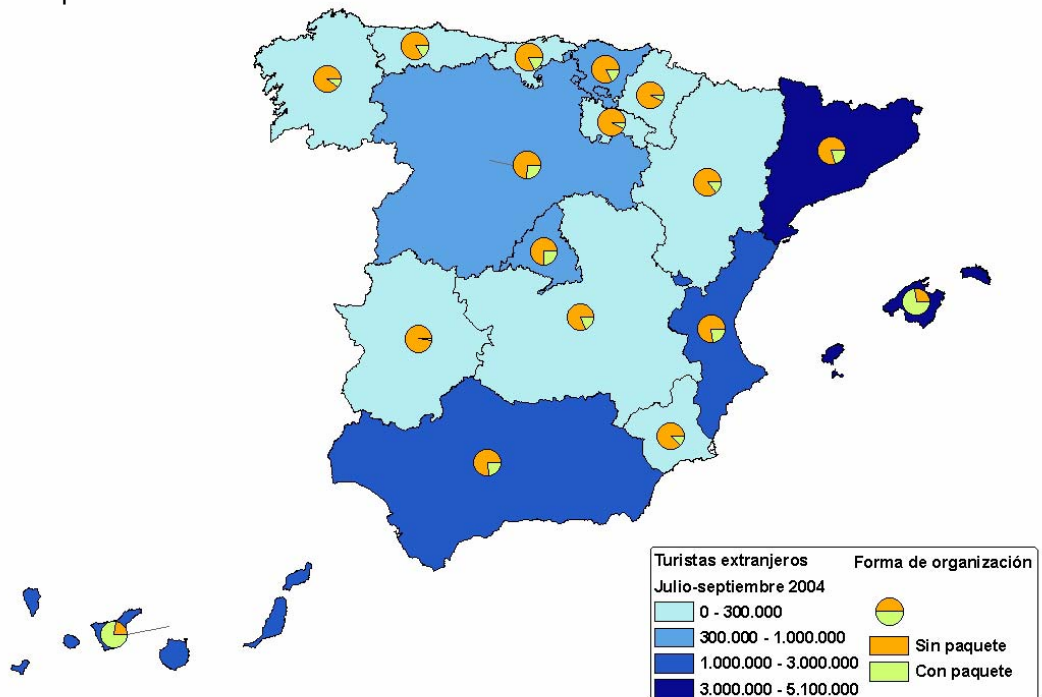 Turistas extranjeros
Julio-septiembre 2004
0 - 300.000
300.000 - 1.000.000
1.000.000 - 3.000.000
3.000.000 - 5.100.000
Forma de organización
Sin paquete
Con paquete